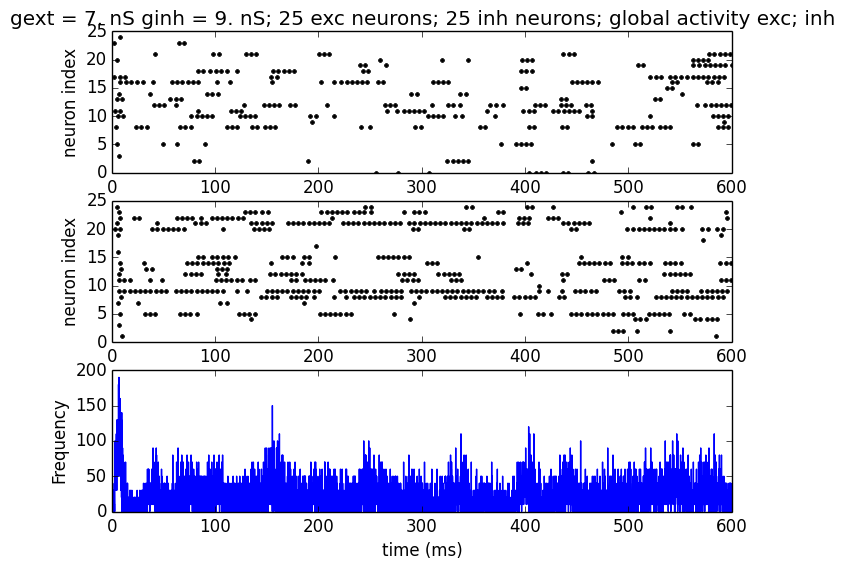 gext = 7. nS ginh = 9. nS; 25 exc neurons; 25 inh neurons; global activity exc; inh
25
20
15
10
5
0
neuron index
0 100 200 300 400 500 600
25
20
15
10
5
0
neuron index
0 100 200 300 400 500 600
200
150
100
50
0
Frequency
0 100 200 300 400 500 600
time (ms)